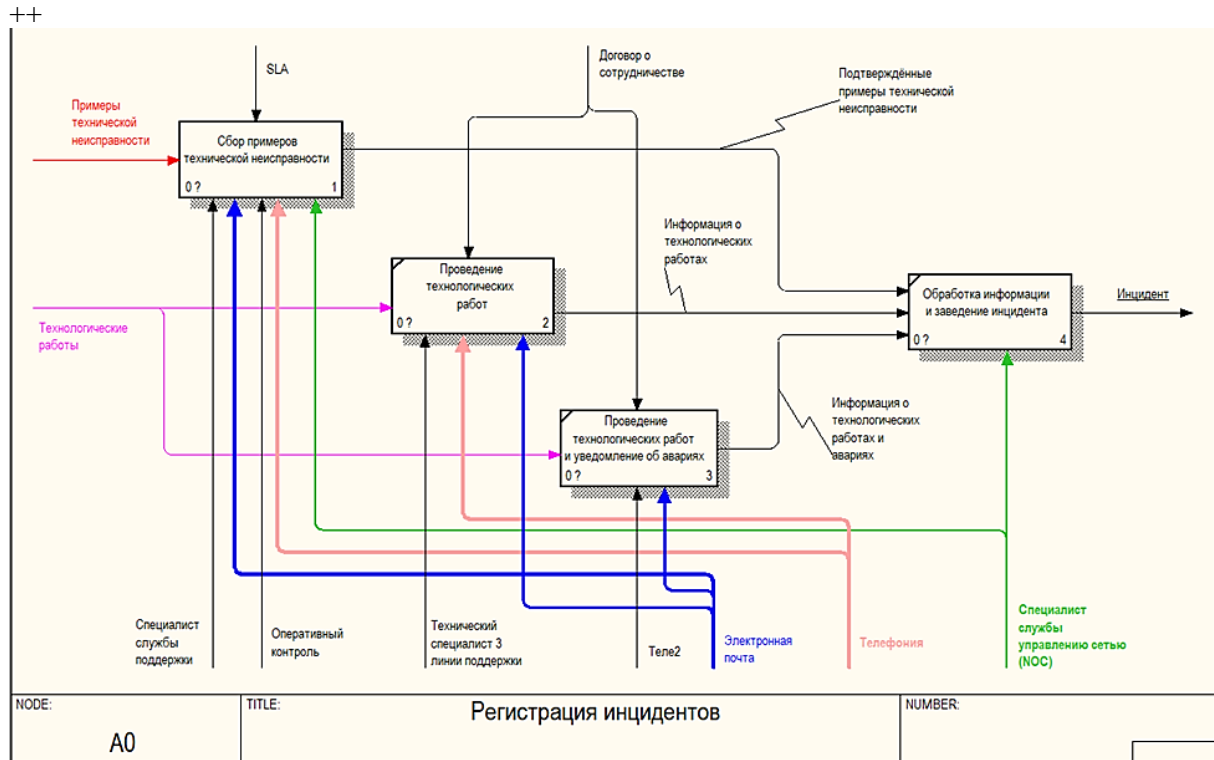 ++
SLA
Договор о
сотрудничестве
Подтверждённые
примеры технической
неисправности
Примеры
технической
неисправности
Сбор примеров
технической неисправности
0 ?
1
Информация о
технологических
работах
Проведение
технологических
работ
0 ?
2
Обработка информации
и заведение инцидента
0 ?
4
Инцидент
Технологические
работы
Проведение
технологических работ
и уведомление об авариях
0 ?
3
Информация о
технологических
работах и
авариях
Специалист
службы
поддержки
Оперативный
контроль
Технический
специалист 3
линии поддержки
Теле2
Электронная
почта
Телефония
Специалист
службы
управлению сетью
(NOC)
NODE:
A0
TITLE:
Регистрация инцидентов
NUMBER: